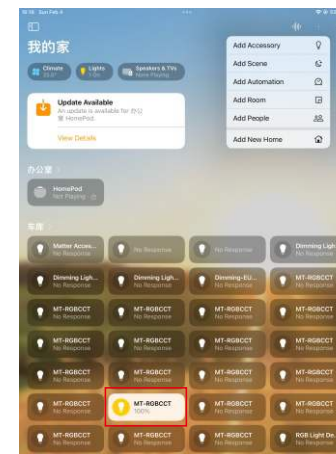 我的家
Climate
Lights
Speakers & TVs
Add Accessory
Add Scene
Add Automation
Add Room
Add People
Add New Home
Update Available
An update is available for 办公
室 HomePod.
View Details
办公室
HomePod
Not Playing
车库
Matter Acces...
No Response
No Response
No Response
Dimming Ligh
No Response
Dimming Ligh...
No Response
Dimming Ligh...
No Response
Dimming-EU...
No Response
MT-RGBCCT
No Response
MT-RGBCCT
No Response
MT-RGBCCT
No Response
MT-RGBCCT
No Response
MT-RGBCCT
No Response
MT-RGBCCT
No Response
MT-RGBCCT
No Response
MT-RGBCCT
No Response
MT-RGBCCT
No Response
MT-RGBCCT
No Response
MT-RGBCCT
No Response
MT-RGBCCT
No Response
MT-RGBCCT
No Response
MT-RGBCCT
No Response
MT-RGBCCT
100%
MT-RGBCCT
No Response
MT-RGBCCT
No Response
MT-RGBCCT
No Response
MT-RGBCCT
No Response
MT-RGBCCT
No Response
RGB Light De
No Response